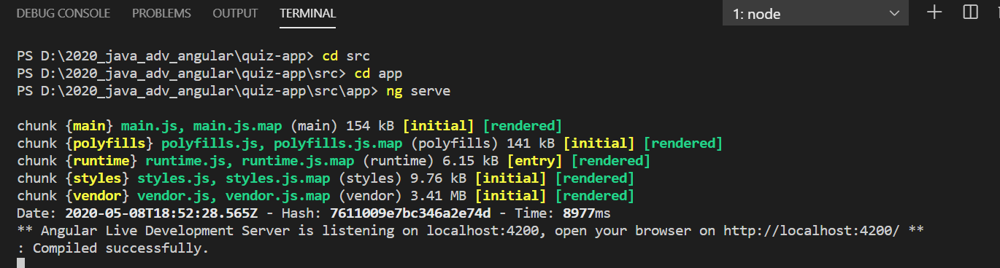 DEBUG CONSOLE PROBLEMS OUTPUT TERMINAL 1: node
PS D:\2020_java_adv_angular\quiz-app> cd src
PS D:\2020_java_adv_angular\quiz-app\src> cd app
PS D:\2020_java_adv_angular\quiz-app\src\app> ng serve
chunk {main} main.js, main.js.map (main) 154 kB [initial] [rendered]
chunk {polyfills} polyfills.js, polyfills.js.map (polyfills) 141 kB [initial] [rendered]
chunk {runtime} runtime.js, runtime.js.map (runtime) 6.15 kB [entry] [rendered]
chunk {styles} styles.js, styles.js.map (styles) 9.76 kB [initial] [rendered]
chunk {vendor} vendor.js, vendor.js.map (vendor) 3.41 MB [initial] [rendered]
Date: 2020-05-08T18:52:28.565Z - Hash: 7611009e7bc346a2e74d - Time: 8977ms
** Angular Live Development Server is listening on localhost:4200, open your browser on http://localhost:4200/ **
: Compiled successfully.